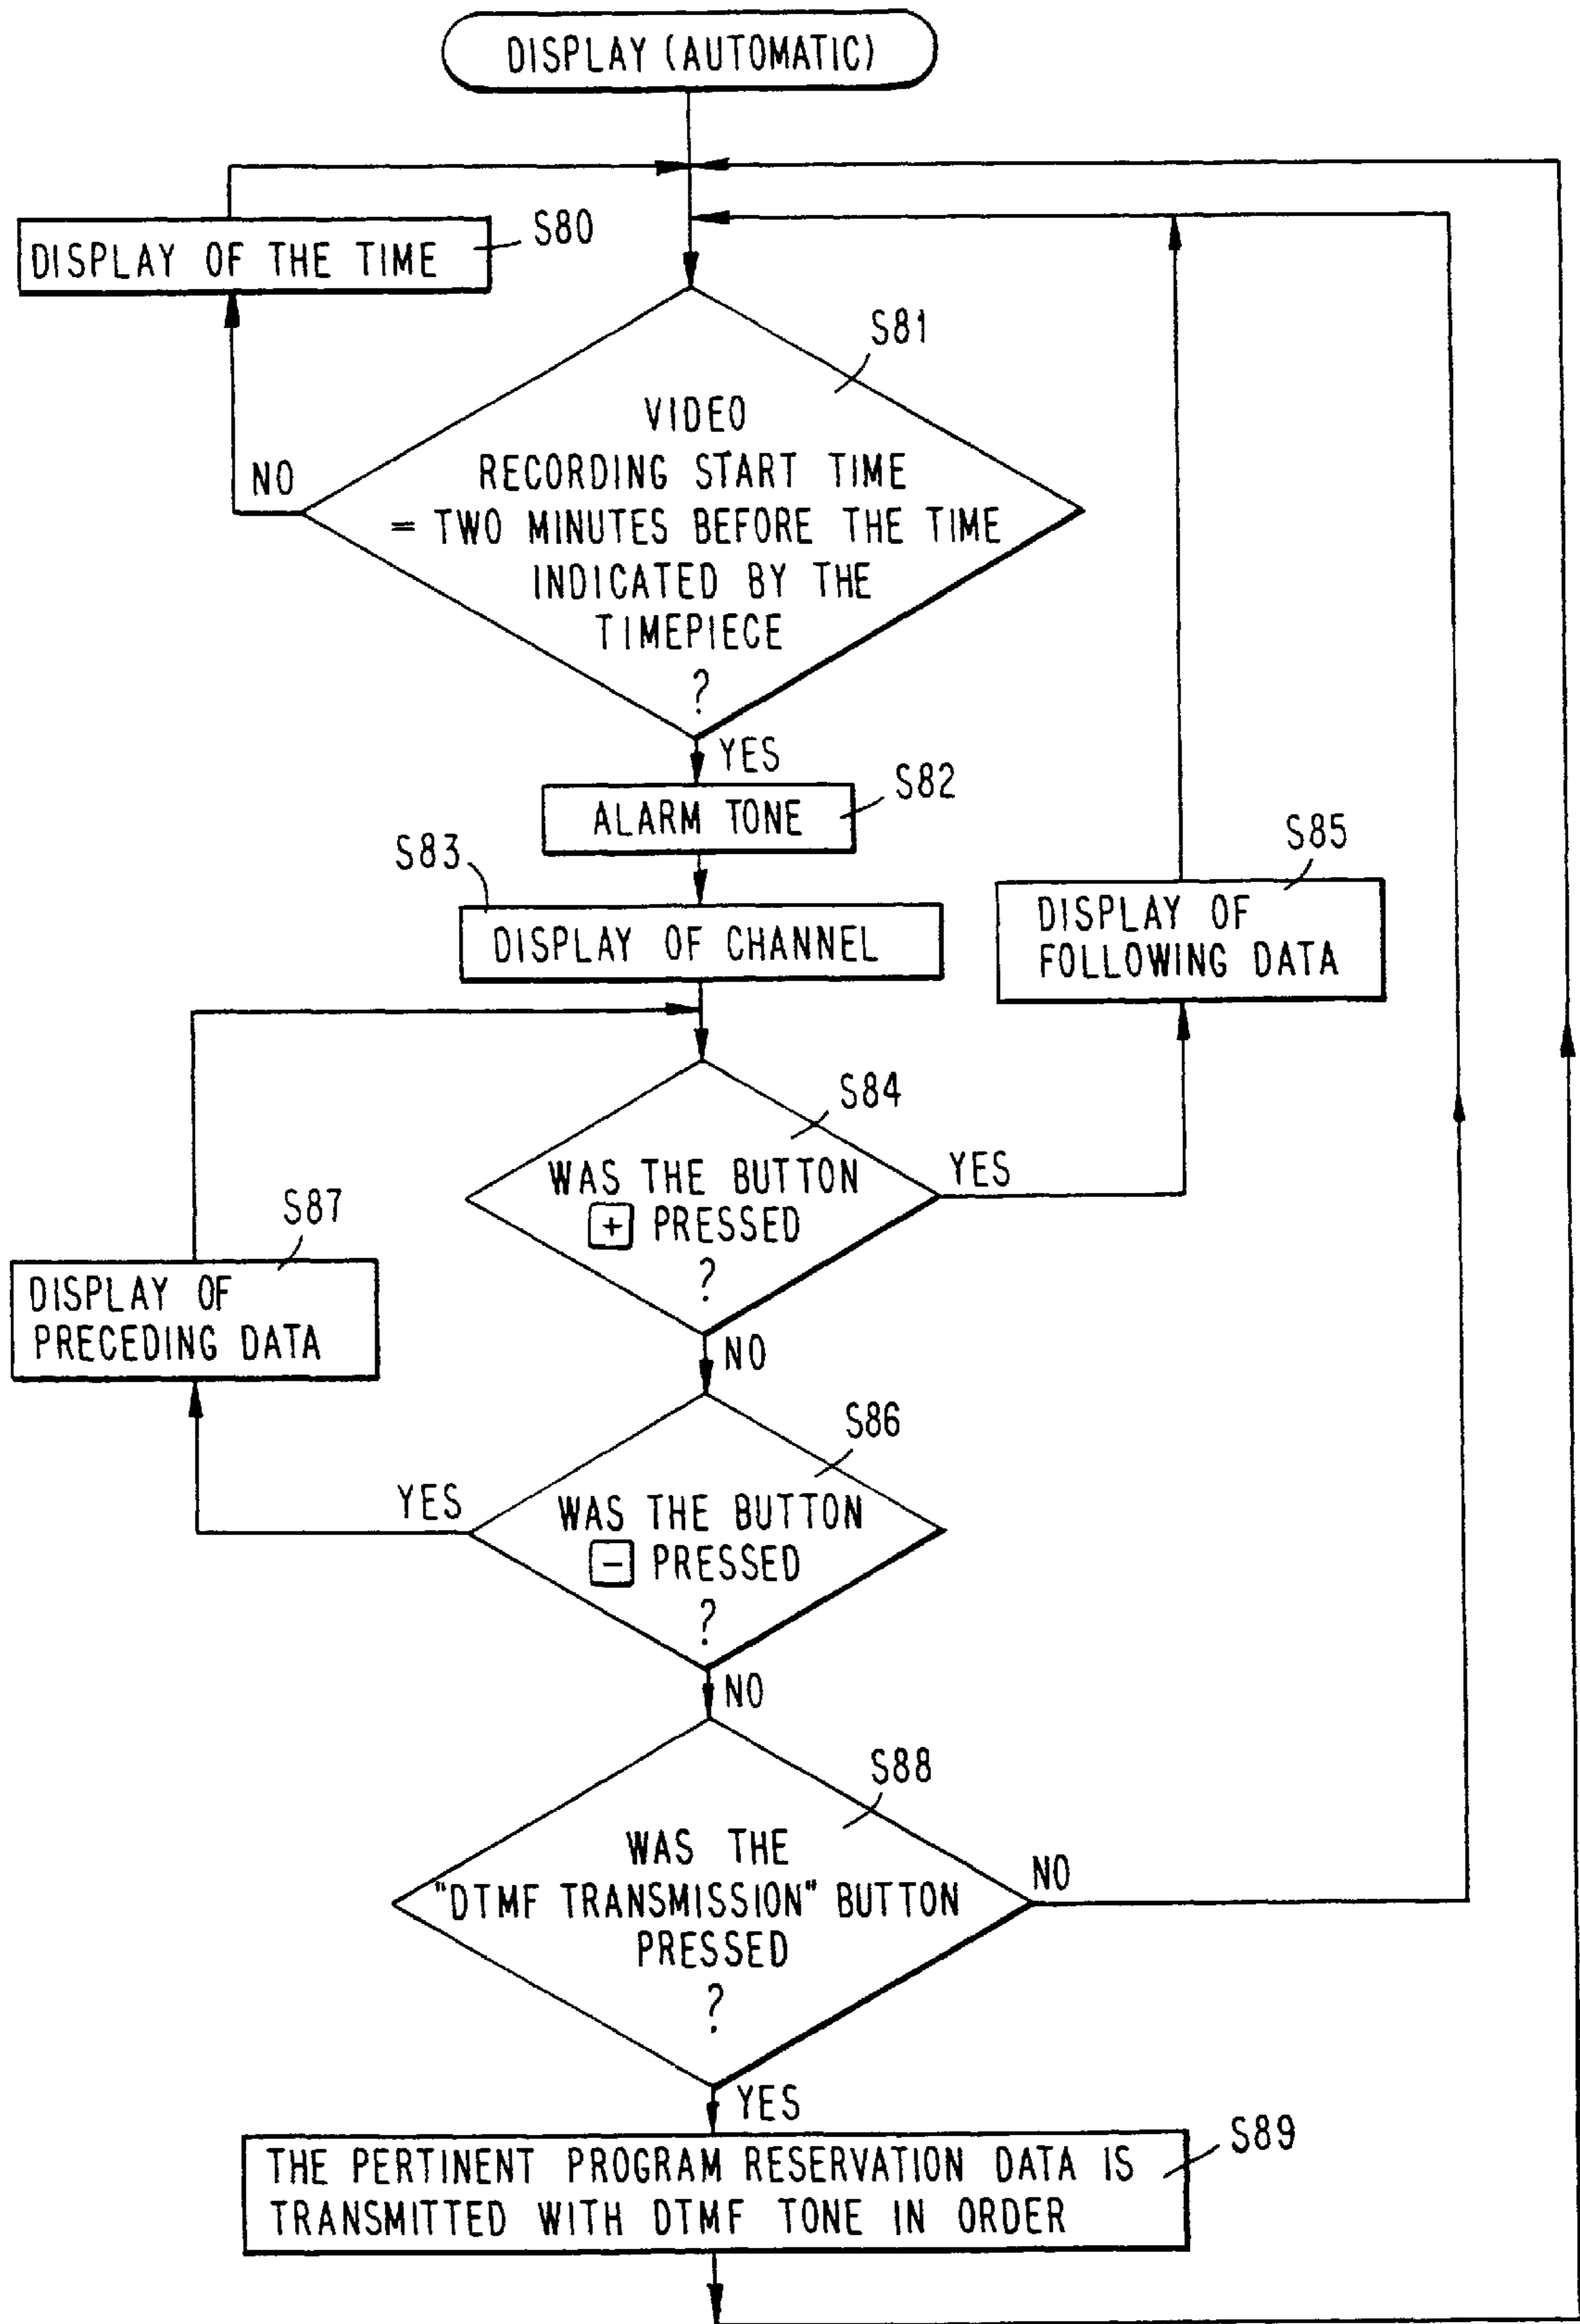 DISPLAY (AUTOMATIC)
DISPLAY OF THE TIME
S80
S81
VIDEO
RECORDING START TIME
= TWO MINUTES BEFORE THE TIME
INDICATED BY THE
TIMEPIECE
?
NO
YES
ALARM TONE
S82
S83
DISPLAY OF CHANNEL
S85
DISPLAY OF
FOLLOWING DATA
S84
WAS THE BUTTON
+ PRESSED
?
YES
NO
S87
DISPLAY OF
PRECEDING DATA
S86
WAS THE BUTTON
- PRESSED
?
YES
NO
S88
WAS THE
"DTMF TRANSMISSION" BUTTON
PRESSED
?
NO
YES
S89
THE PERTINENT PROGRAM RESERVATION DATA IS
TRANSMITTED WITH DTMF TONE IN ORDER